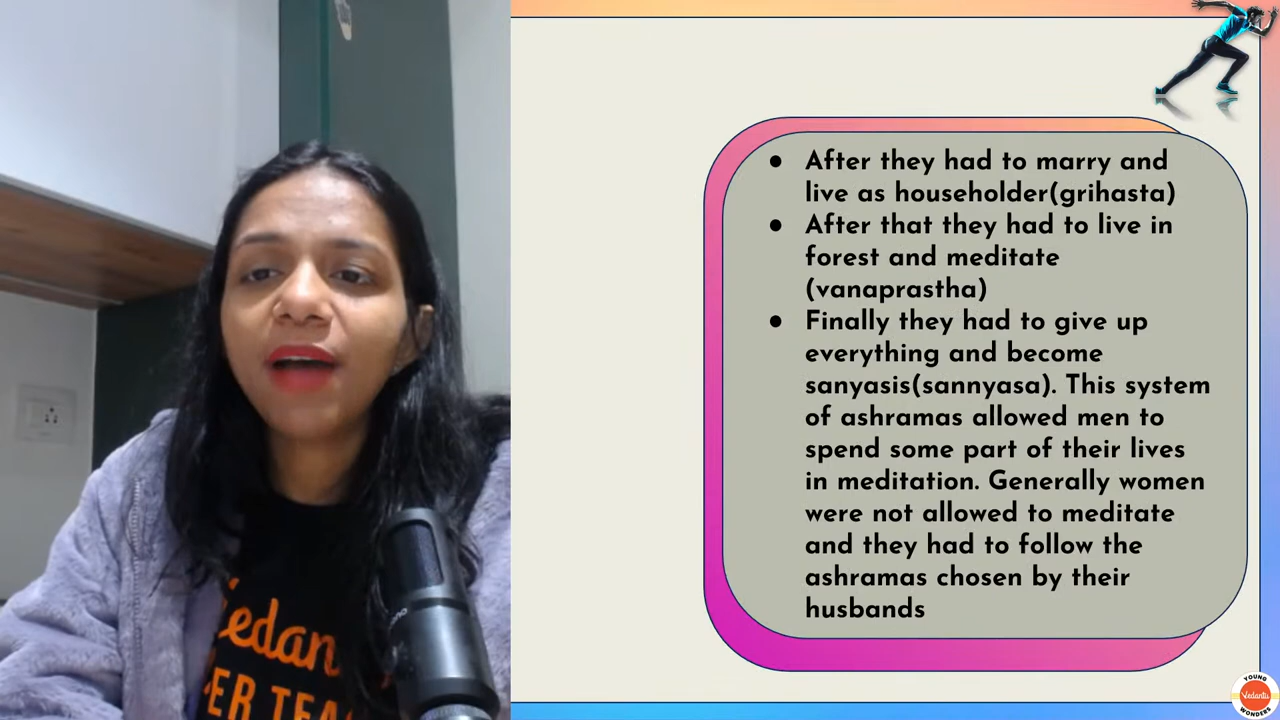 ● After they had to marry and
live as householder(grihasta)
● After that they had to live in
forest and meditate
(vanaprastha)
● Finally they had to give up
everything and become
sanyasis(sannyasa). This system
of ashramas allowed men to
spend some part of their lives
in meditation. Generally women
were not allowed to meditate
and they had to follow the
ashramas chosen by their
husbands
YOUNG
Vedantu
WONDERS